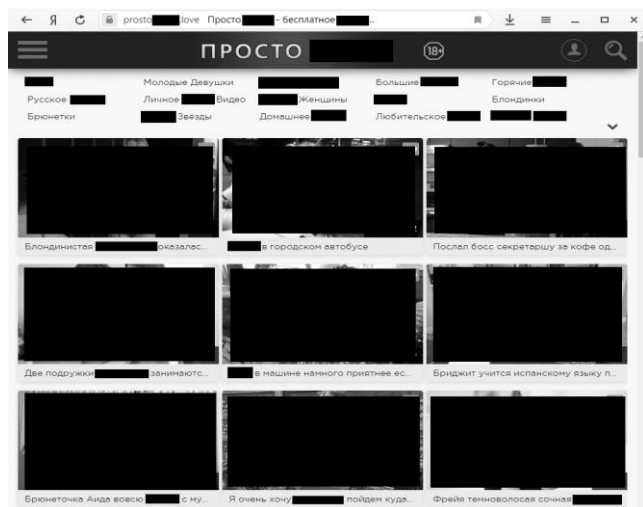 Я prosto .love Просто - бесплатное ..
ПРОСТО 18+
Молодые Девушки Большие Горячие
Русское Личное Видео Женщины Блондинки
Брюнетки Звёзды Домашнее Любительское
Блондинистая оказалас... в городском автобусе Послал босс секретаршу за кофе од...
Две подружки занимаютс... в машине намного приятнее ес... Бриджит учится испанскому языку п...
Брюнеточка Аида вовсю с му... Я очень хочу пойдем куда... Фрейя темноволосая сочная